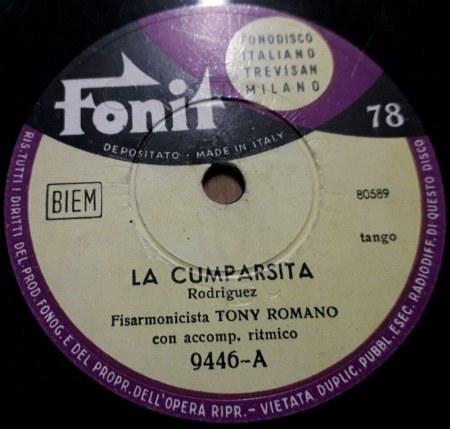 FONODISCO
ITALIANO
TREVISAN
MILANO
Fonit
78
DEPOSITATO · MADE IN ITALY
BIEM
80589
tango
LA CUMPARSITA
Rodriguez
Fisarmonicista TONY ROMANO
con accomp. ritmico
9446-A
RIS. TUTTI I DIRITTI DEL PROD. FONOG. E DEL PROPR. DELL'OPERA RIPR. - VIETATA DUPLIC. PUBBL. ESEC. RADIODIFF. DI QUESTO DISCO